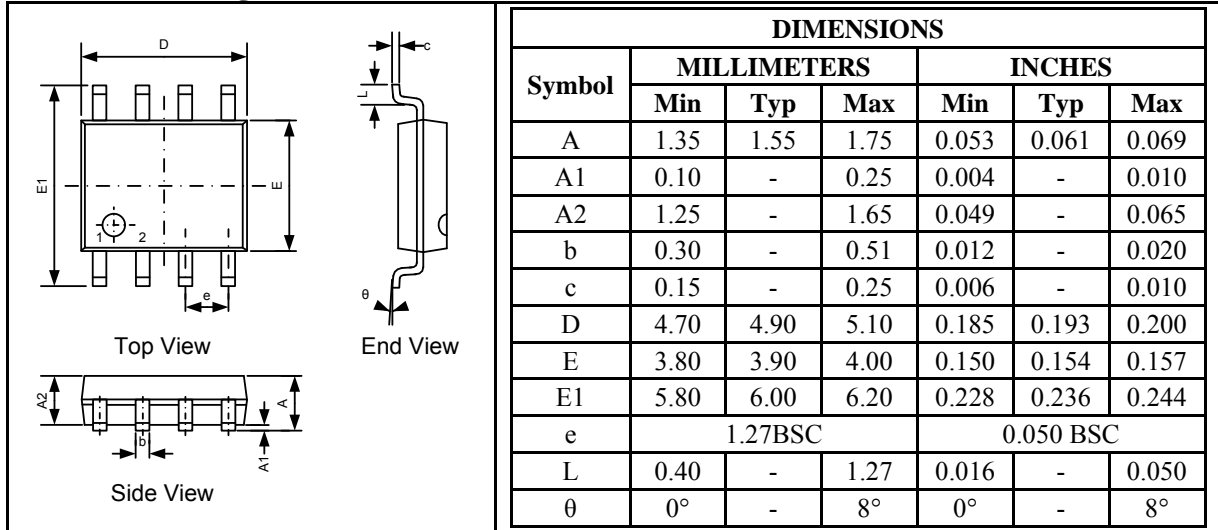 D
c
L
E1
E
1
2
e
θ
Top View
End View
A2
A
b
A1
Side View
DIMENSIONS
Symbol MILLIMETERS INCHES
Min Typ Max Min Typ Max
A 1.35 1.55 1.75 0.053 0.061 0.069
A1 0.10 - 0.25 0.004 - 0.010
A2 1.25 - 1.65 0.049 - 0.065
b 0.30 - 0.51 0.012 - 0.020
c 0.15 - 0.25 0.006 - 0.010
D 4.70 4.90 5.10 0.185 0.193 0.200
E 3.80 3.90 4.00 0.150 0.154 0.157
E1 5.80 6.00 6.20 0.228 0.236 0.244
e 1.27BSC 0.050 BSC
L 0.40 - 1.27 0.016 - 0.050
θ 0° - 8° 0° - 8°